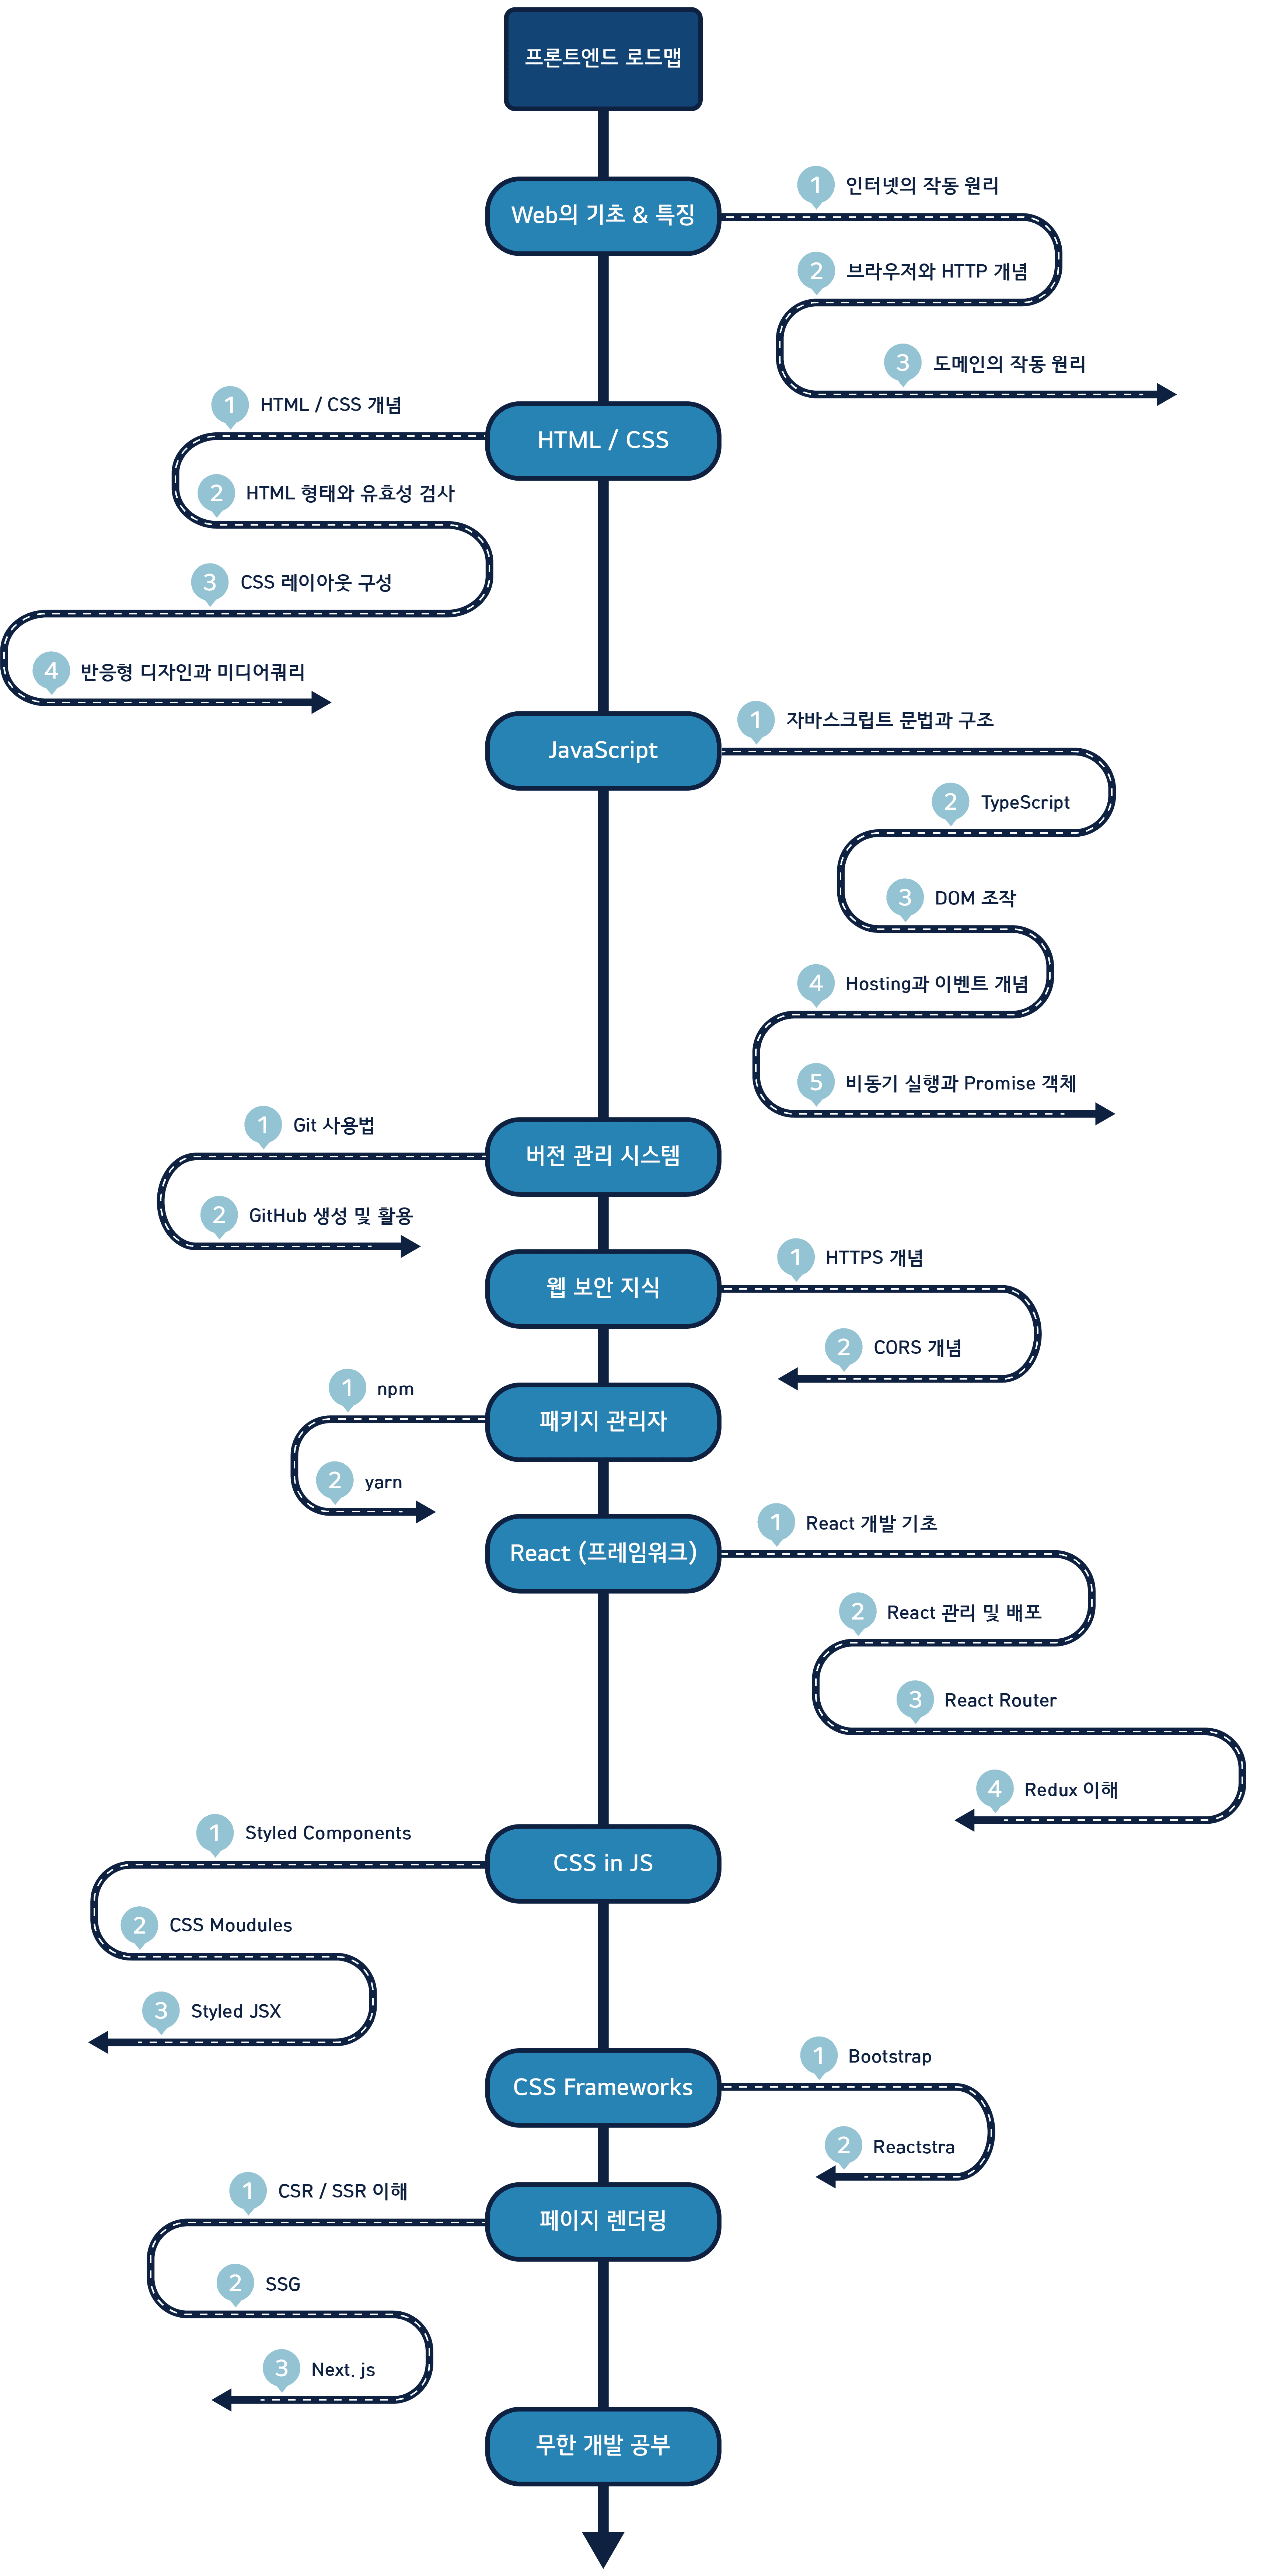 프론트엔드 로드맵
Web의 기초 & 특징
1 인터넷의 작동 원리
2 브라우저와 HTTP 개념
3 도메인의 작동 원리
HTML / CSS
1 HTML / CSS 개념
2 HTML 형태와 유효성 검사
3 CSS 레이아웃 구성
4 반응형 디자인과 미디어쿼리
JavaScript
1 자바스크립트 문법과 구조
2 TypeScript
3 DOM 조작
4 Hosting과 이벤트 개념
5 비동기 실행과 Promise 객체
버전 관리 시스템
1 Git 사용법
2 GitHub 생성 및 활용
웹 보안 지식
1 HTTPS 개념
2 CORS 개념
패키지 관리자
1 npm
2 yarn
React (프레임워크)
1 React 개발 기초
2 React 관리 및 배포
3 React Router
4 Redux 이해
CSS in JS
1 Styled Components
2 CSS Moudules
3 Styled JSX
CSS Frameworks
1 Bootstrap
2 Reactstra
페이지 렌더링
1 CSR / SSR 이해
2 SSG
3 Next. js
무한 개발 공부